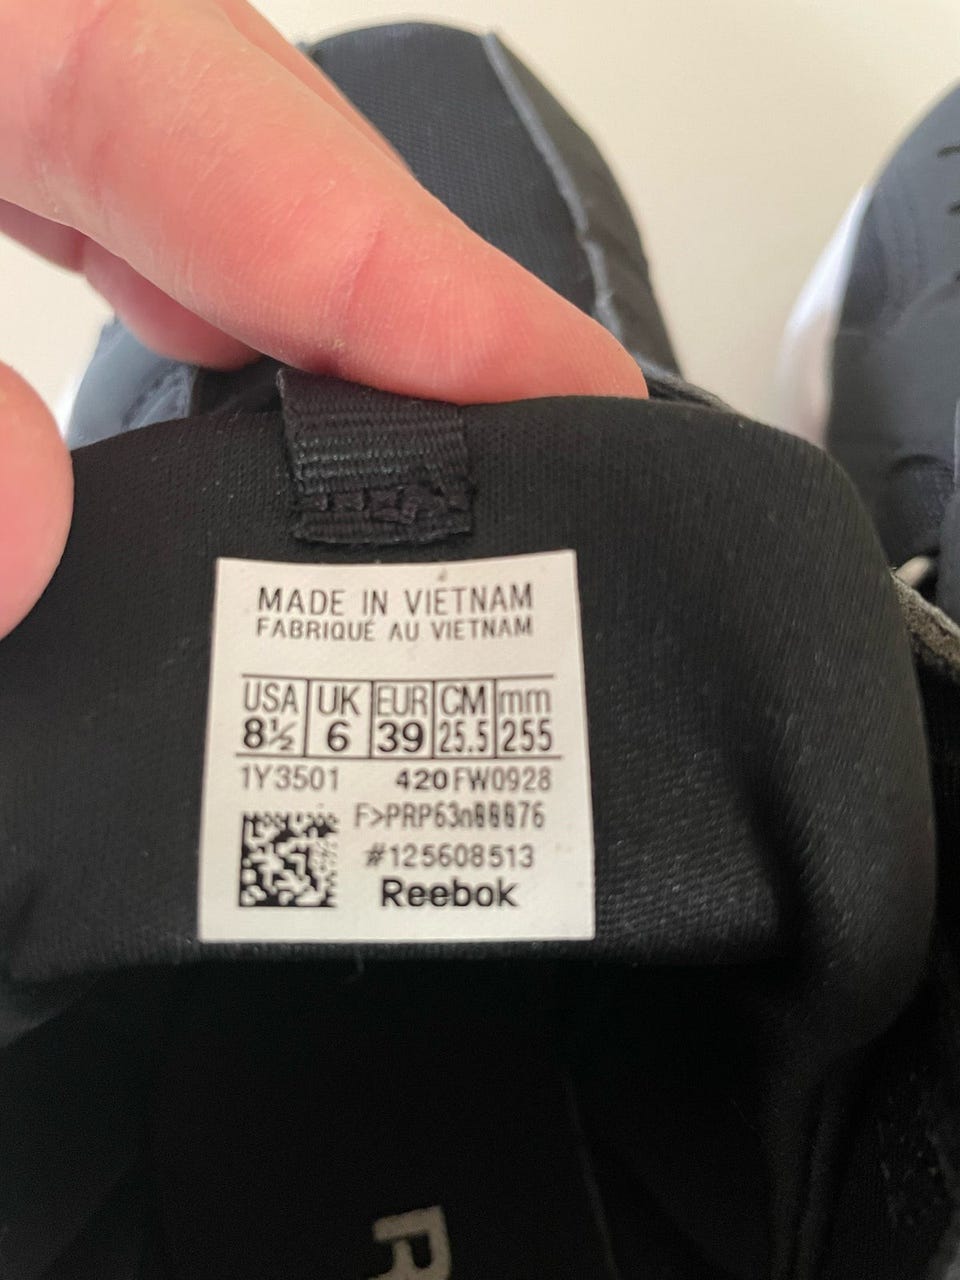 MADE IN VIETNAM
FABRIQUÉ AU VIETNAM
USA UK EUR CM mm
8½ 6 39 25.5 255
1Y3501 420 FW0928
#125608513
Reebok
R